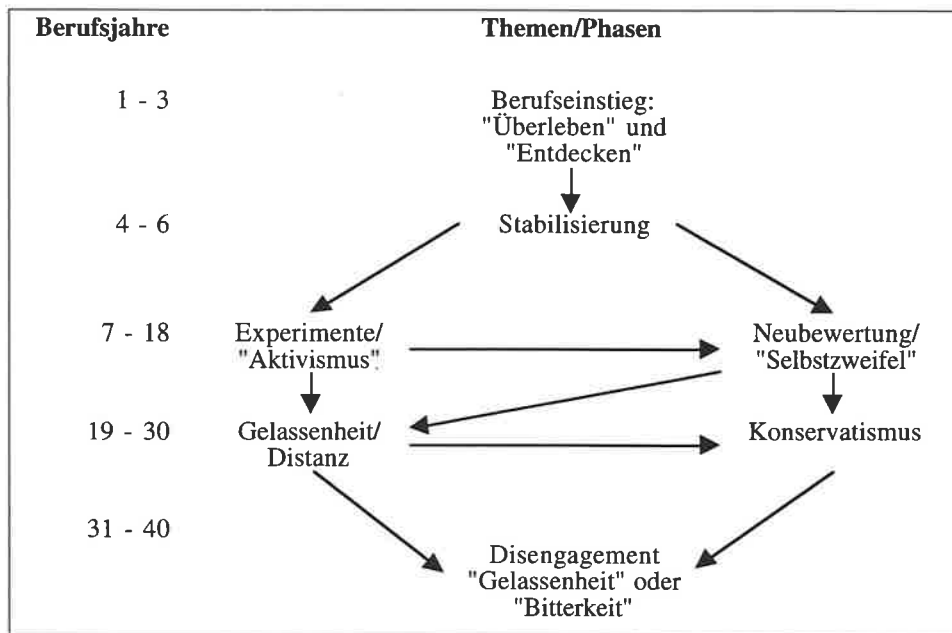 Berufsjahre Themen/Phasen
1 - 3 Berufseinstieg:
"Überleben" und
"Entdecken"
4 - 6 Stabilisierung
7 - 18 Experimente/ Neubewertung/
"Aktivismus" "Selbstzweifel"
19 - 30 Gelassenheit/ Konservatismus
Distanz
31 - 40
Disengagement
"Gelassenheit" oder
"Bitterkeit"